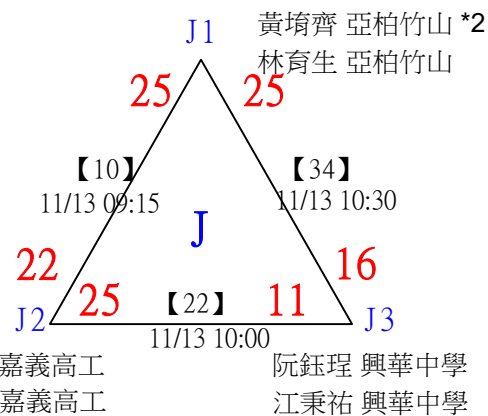 J1
黃堉齊 亞柏竹山 *2
林育生 亞柏竹山
25
25
【10】
11/13 09:15
【34】
11/13 10:30
J
22
16
25
【22】
11
J2
J3
11/13 10:00
嘉義高工
嘉義高工
阮鈺珵 興華中學
江秉祐 興華中學